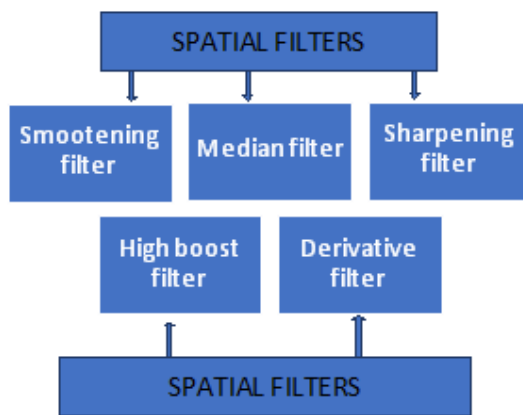 SPATIAL FILTERS
Smootening
filter
Median filter
Sharpening
filter
High boost
filter
Derivative
filter
SPATIAL FILTERS